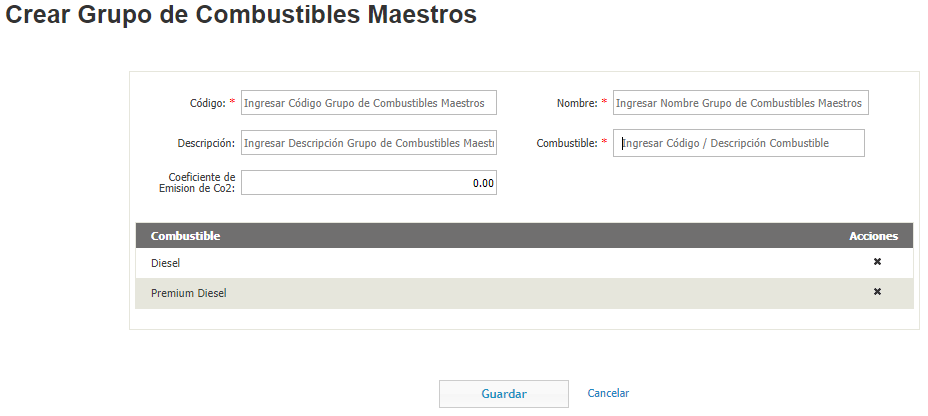 Crear Grupo de Combustibles Maestros
Código: * Ingresar Código Grupo de Combustibles Maestros Nombre: * Ingresar Nombre Grupo de Combustibles Maestros
Descripción: Ingresar Descripción Grupo de Combustibles Maest Combustible: * Ingresar Código / Descripción Combustible
Coeficiente de
Emision de Co2: 0.00
Combustible Acciones
Diesel ✖
Premium Diesel ✖
Guardar Cancelar